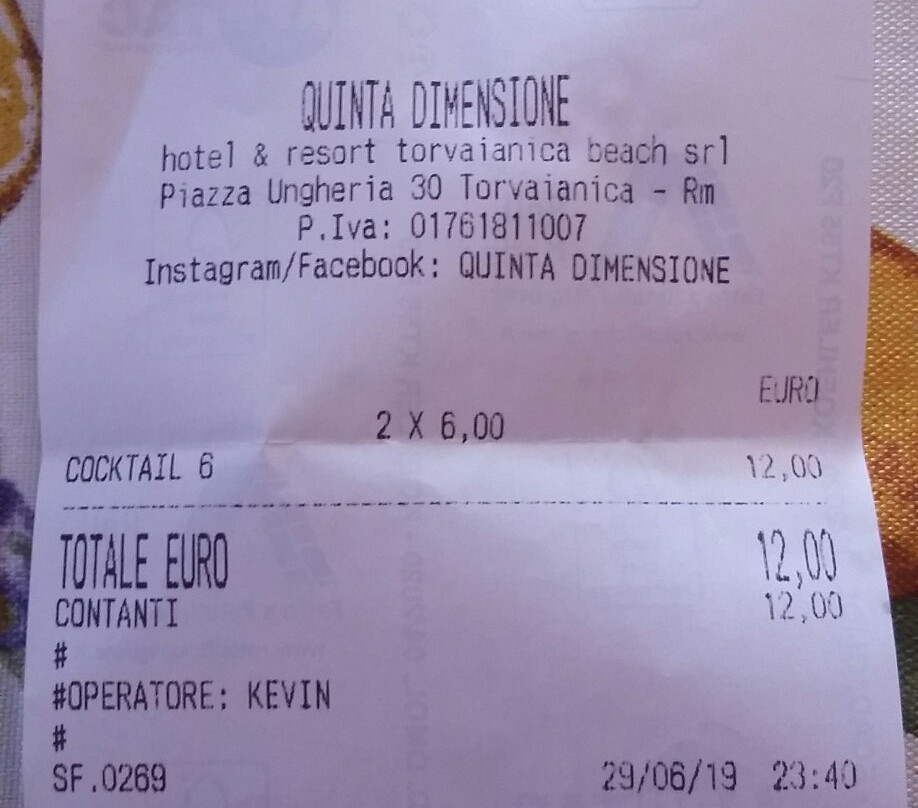 QUINTA DIMENSIONE
hotel & resort torvaianica beach srl
Piazza Ungheria 30 Torvaianica - Rm
P.Iva: 01761811007
Instagram/Facebook: QUINTA DIMENSIONE
EURO
2 X 6,00
COCKTAIL 6 12,00
TOTALE EURO 12,00
CONTANTI 12,00
#
#OPERATORE: KEVIN
#
SF.0269 29/06/19 23:40